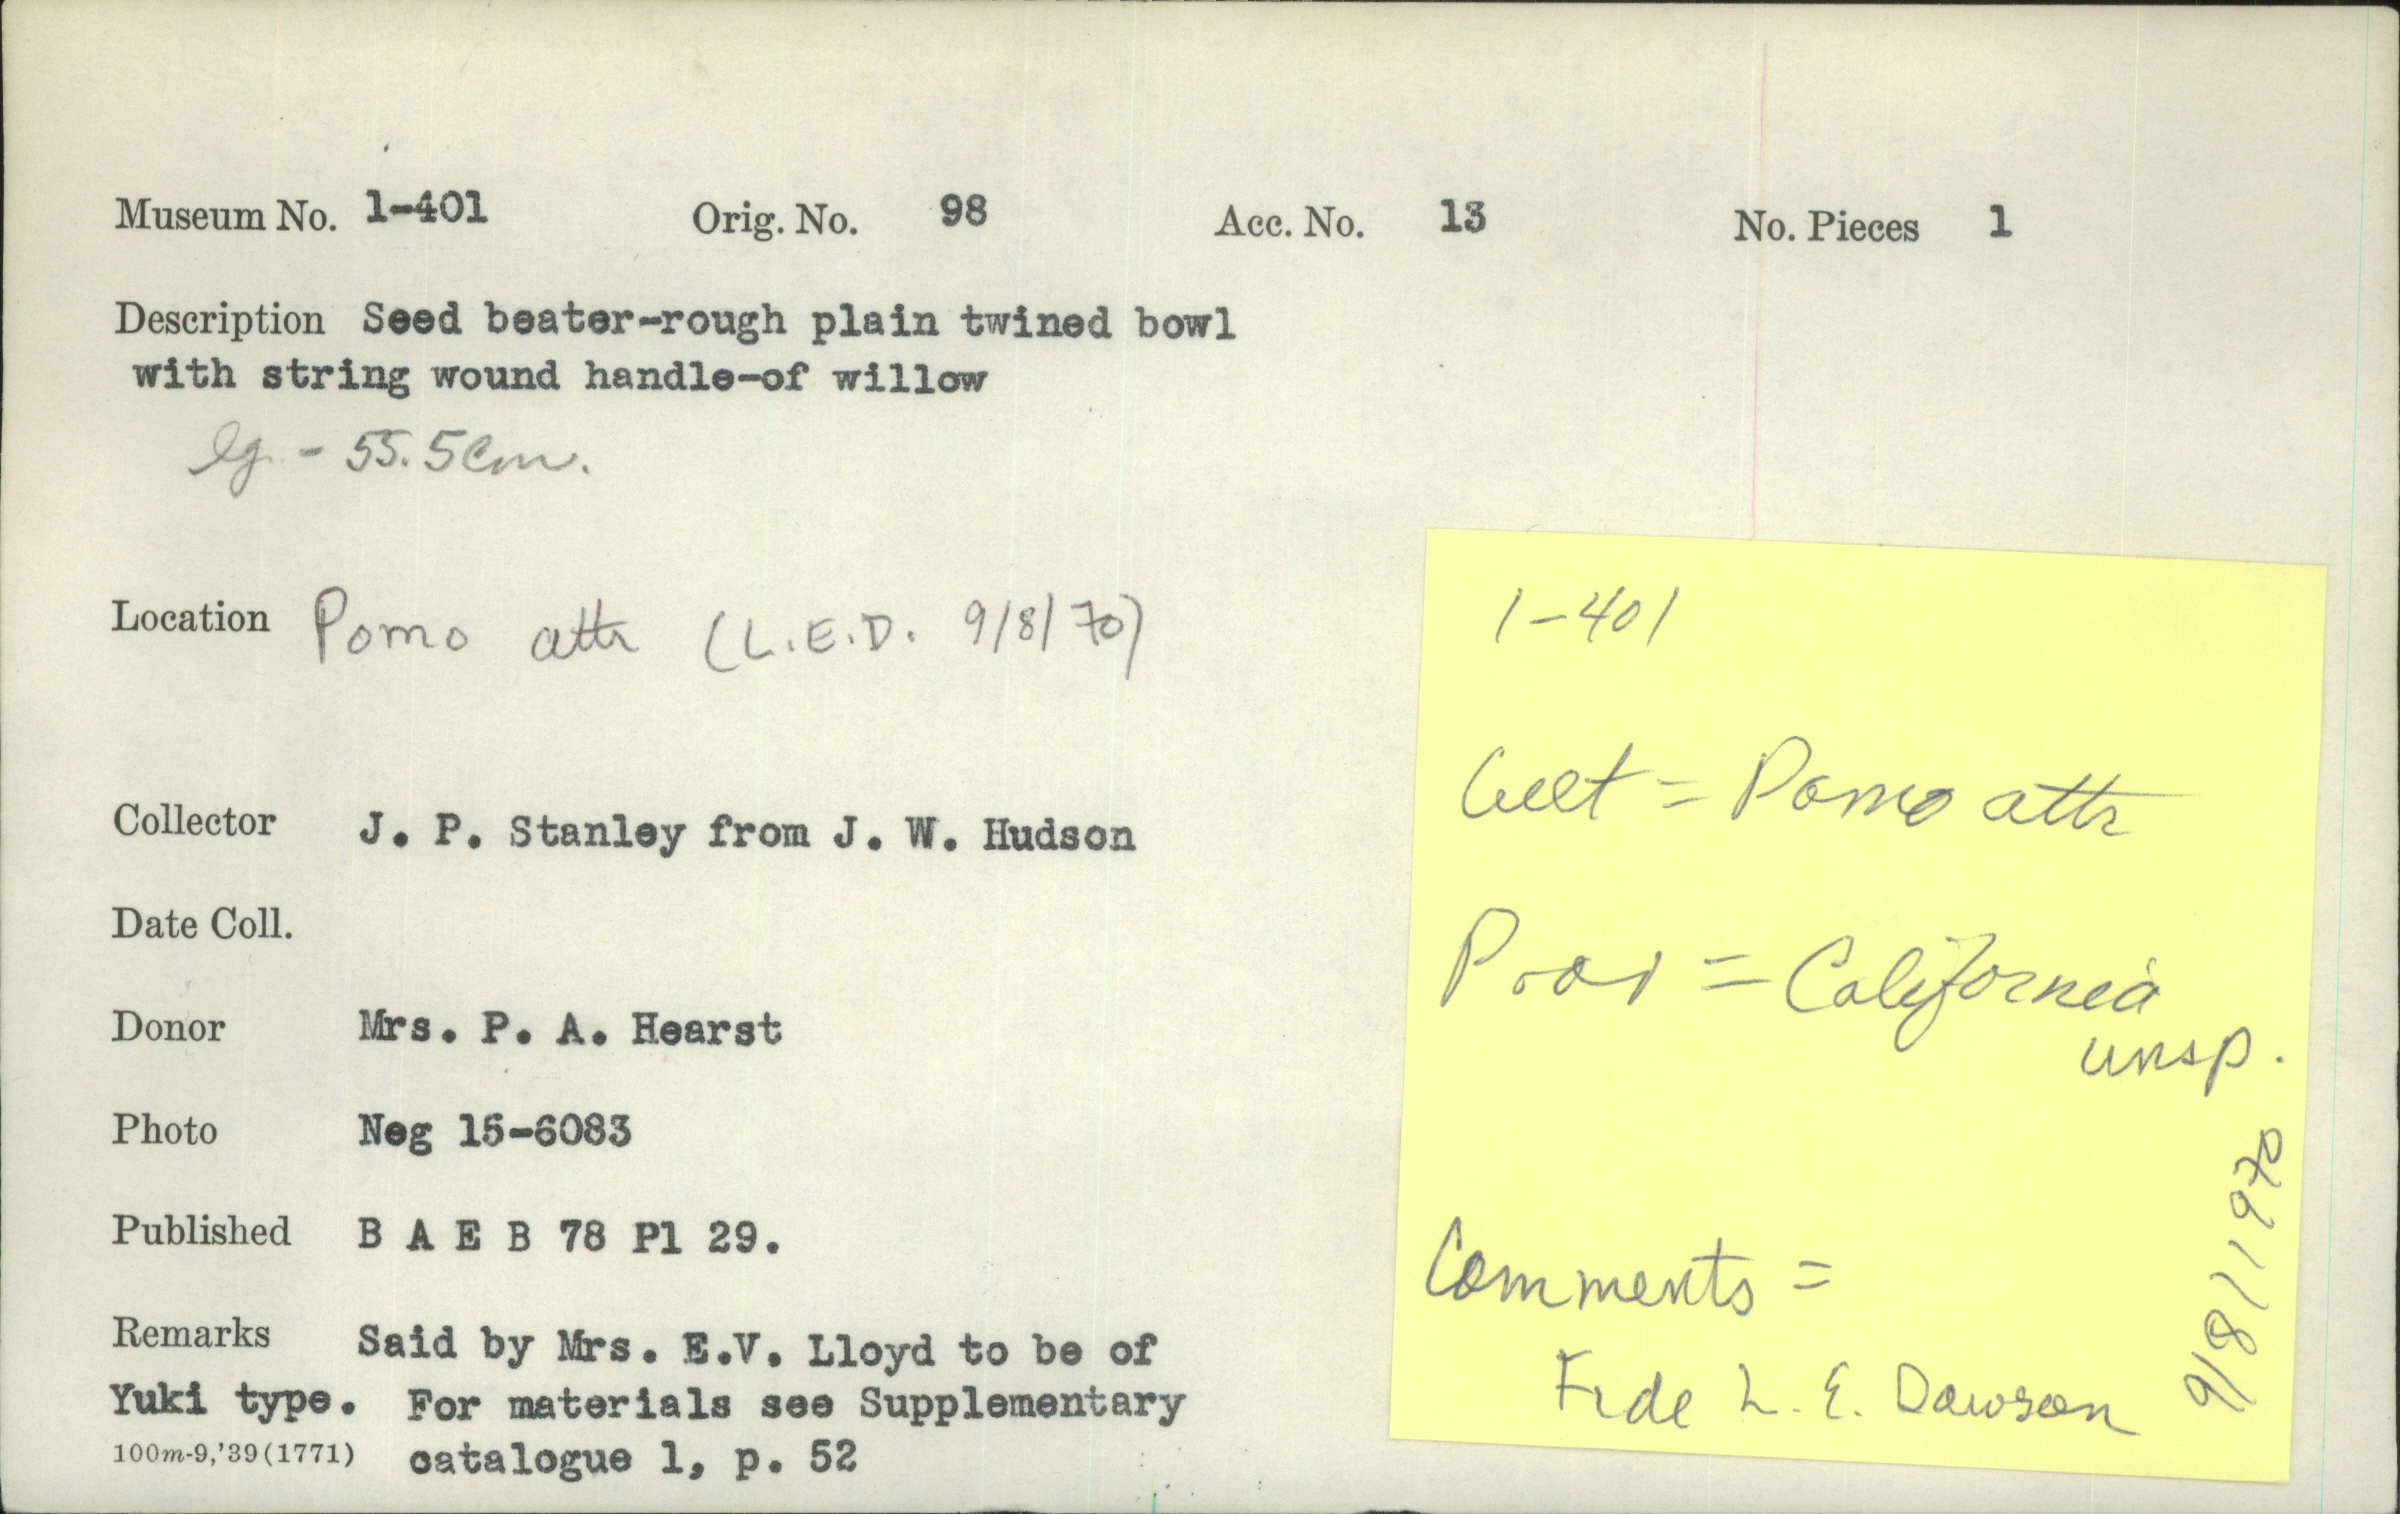 Museum No. 1-401 Orig. No. 98 Acc. No. 13 No. Pieces 1
Description Seed beater-rough plain twined bowl
with string wound handle-of willow
lg. - 55.5cm.
Location Pomo attr (L.E.D. 9/8/70)
Collector J. P. Stanley from J. W. Hudson
Date Coll.
Donor Mrs. P. A. Hearst
Photo Neg 15-6083
Published B A E B 78 Pl 29.
Remarks Said by Mrs. E.V. Lloyd to be of
Yuki type. For materials see Supplementary
100m-9,'39(1771) catalogue 1, p. 52
1-401
Cult = Pomo attr
Prov = California
unsp.
Comments =
Fide L. E. Dawson
9/8/1970